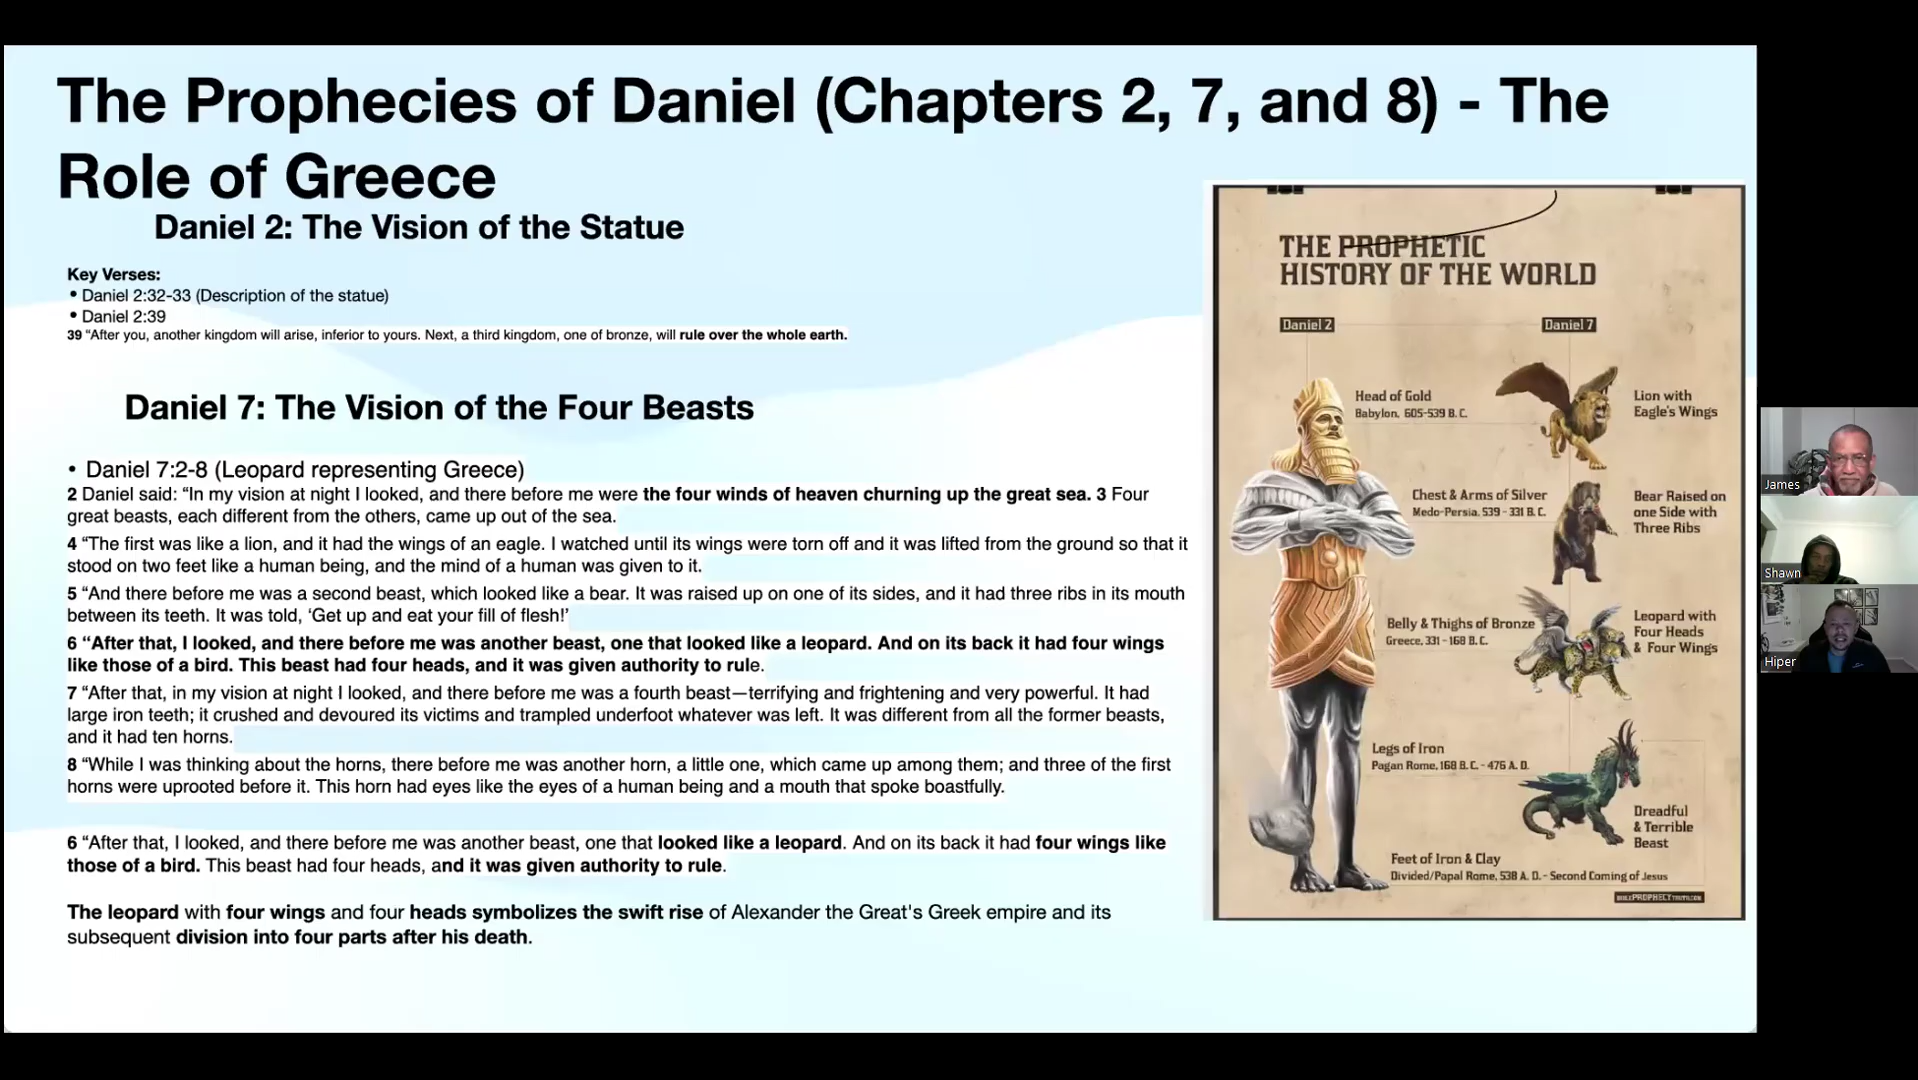 The Prophecies of Daniel (Chapters 2, 7, and 8) - The
Role of Greece
Daniel 2: The Vision of the Statue
Key Verses:
• Daniel 2:32-33 (Description of the statue)
• Daniel 2:39
39 “After you, another kingdom will arise, inferior to yours. Next, a third kingdom, one of bronze, will rule over the whole earth.
Daniel 7: The Vision of the Four Beasts
• Daniel 7:2-8 (Leopard representing Greece)
2 Daniel said: “In my vision at night I looked, and there before me were the four winds of heaven churning up the great sea. 3 Four
great beasts, each different from the others, came up out of the sea.
4 “The first was like a lion, and it had the wings of an eagle. I watched until its wings were torn off and it was lifted from the ground so that it
stood on two feet like a human being, and the mind of a human was given to it.
5 “And there before me was a second beast, which looked like a bear. It was raised up on one of its sides, and it had three ribs in its mouth
between its teeth. It was told, ‘Get up and eat your fill of flesh!’
6 “After that, I looked, and there before me was another beast, one that looked like a leopard. And on its back it had four wings
like those of a bird. This beast had four heads, and it was given authority to rule.
7 “After that, in my vision at night I looked, and there before me was a fourth beast—terrifying and frightening and very powerful. It had
large iron teeth; it crushed and devoured its victims and trampled underfoot whatever was left. It was different from all the former beasts,
and it had ten horns.
8 “While I was thinking about the horns, there before me was another horn, a little one, which came up among them; and three of the first
horns were uprooted before it. This horn had eyes like the eyes of a human being and a mouth that spoke boastfully.
6 “After that, I looked, and there before me was another beast, one that looked like a leopard. And on its back it had four wings like
those of a bird. This beast had four heads, and it was given authority to rule.
The leopard with four wings and four heads symbolizes the swift rise of Alexander the Great's Greek empire and its
subsequent division into four parts after his death.
THE PROPHETIC
HISTORY OF THE WORLD
Daniel 2
Daniel 7
Head of Gold
Babylon, 605-539 B.C.
Lion with
Eagle's Wings
Chest & Arms of Silver
Medo-Persia, 539 - 331 B.C.
Bear Raised on
one Side with
Three Ribs
Belly & Thighs of Bronze
Greece, 331 - 168 B.C.
Leopard with
Four Heads
& Four Wings
Legs of Iron
Pagan Rome, 168 B.C. - 476 A.D.
Dreadful
& Terrible
Beast
Feet of Iron & Clay
Divided/Papal Rome, 538 A.D. - Second Coming of Jesus
BIBLEPROPHECYTRUTH.COM
James
Shawn
Hiper